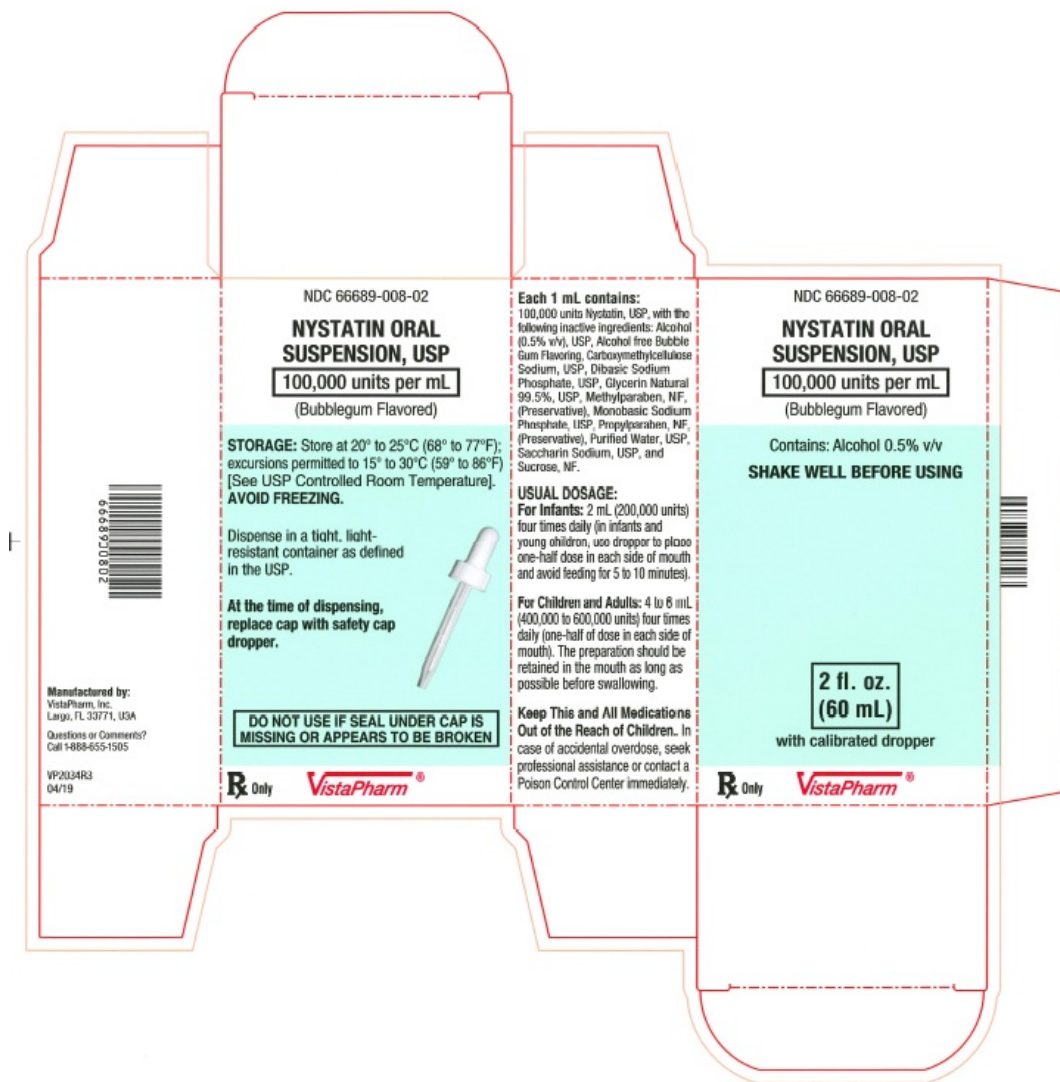 NDC 66689-008-02
NYSTATIN ORAL
SUSPENSION, USP
100,000 units per mL
(Bubblegum Flavored)
STORAGE: Store at 20° to 25°C (68° to 77°F);
excursions permitted to 15° to 30°C (59° to 86°F)
[See USP Controlled Room Temperature].
AVOID FREEZING.
Dispense in a tight, light-
resistant container as defined
in the USP.
At the time of dispensing,
replace cap with safety cap
dropper.
DO NOT USE IF SEAL UNDER CAP IS
MISSING OR APPEARS TO BE BROKEN
Rx Only
VistaPharm®
Each 1 mL contains:
100,000 units Nystatin, USP, with the
following inactive ingredients: Alcohol
(0.5% v/v), USP, Alcohol free Bubble
Gum Flavoring, Carboxymethylcellulose
Sodium, USP, Dibasic Sodium
Phosphate, USP, Glycerin Natural
99.5%, USP, Methylparaben, NF,
(Preservative), Monobasic Sodium
Phosphate, USP, Propylparaben, NF,
(Preservative), Purified Water, USP,
Saccharin Sodium, USP, and
Sucrose, NF.
USUAL DOSAGE:
For Infants: 2 mL (200,000 units)
four times daily (in infants and
young children, use dropper to place
one-half dose in each side of mouth
and avoid feeding for 5 to 10 minutes).
For Children and Adults: 4 to 6 mL
(400,000 to 600,000 units) four times
daily (one-half of dose in each side of
mouth). The preparation should be
retained in the mouth as long as
possible before swallowing.
Keep This and All Medications
Out of the Reach of Children. In
case of accidental overdose, seek
professional assistance or contact a
Poison Control Center immediately.
NDC 66689-008-02
NYSTATIN ORAL
SUSPENSION, USP
100,000 units per mL
(Bubblegum Flavored)
Contains: Alcohol 0.5% v/v
SHAKE WELL BEFORE USING
2 fl. oz.
(60 mL)
with calibrated dropper
Rx Only
VistaPharm®
6668900802
Manufactured by:
VistaPharm, Inc.
Largo, FL 33771, USA
Questions or Comments?
Call 1-888-655-1505
VP2034R3
04/19